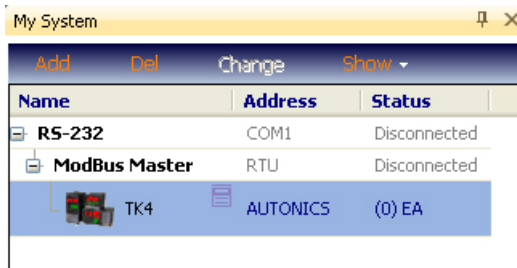 My System
Add Del Change Show
Name Address Status
RS-232 COM1 Disconnected
ModBus Master RTU Disconnected
TK4 AUTONICS (0) EA